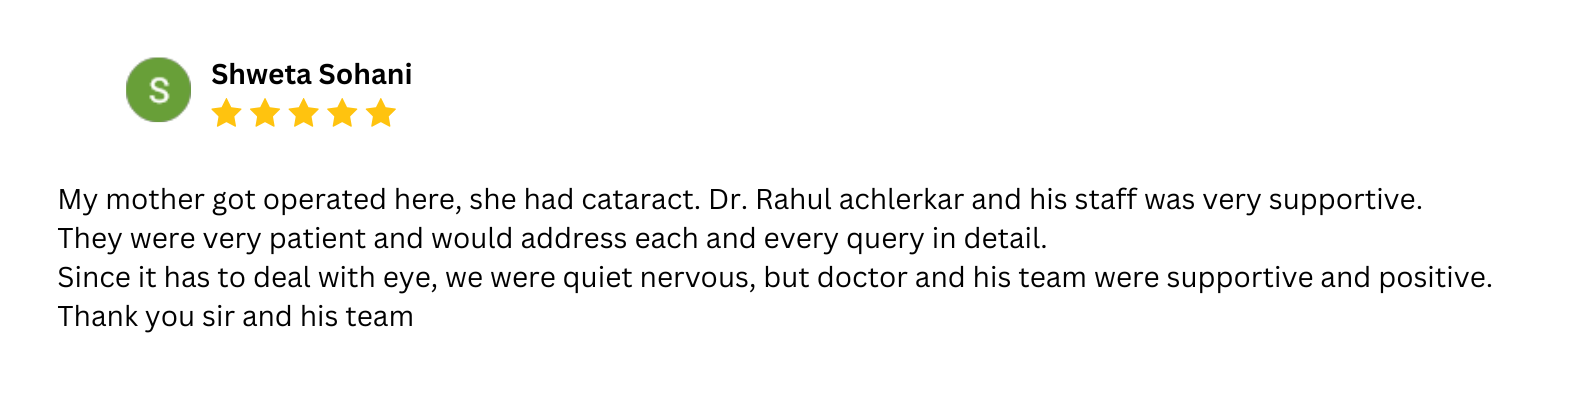 S
Shweta Sohani
My mother got operated here, she had cataract. Dr. Rahul achlerkar and his staff was very supportive.
They were very patient and would address each and every query in detail.
Since it has to deal with eye, we were quiet nervous, but doctor and his team were supportive and positive.
Thank you sir and his team